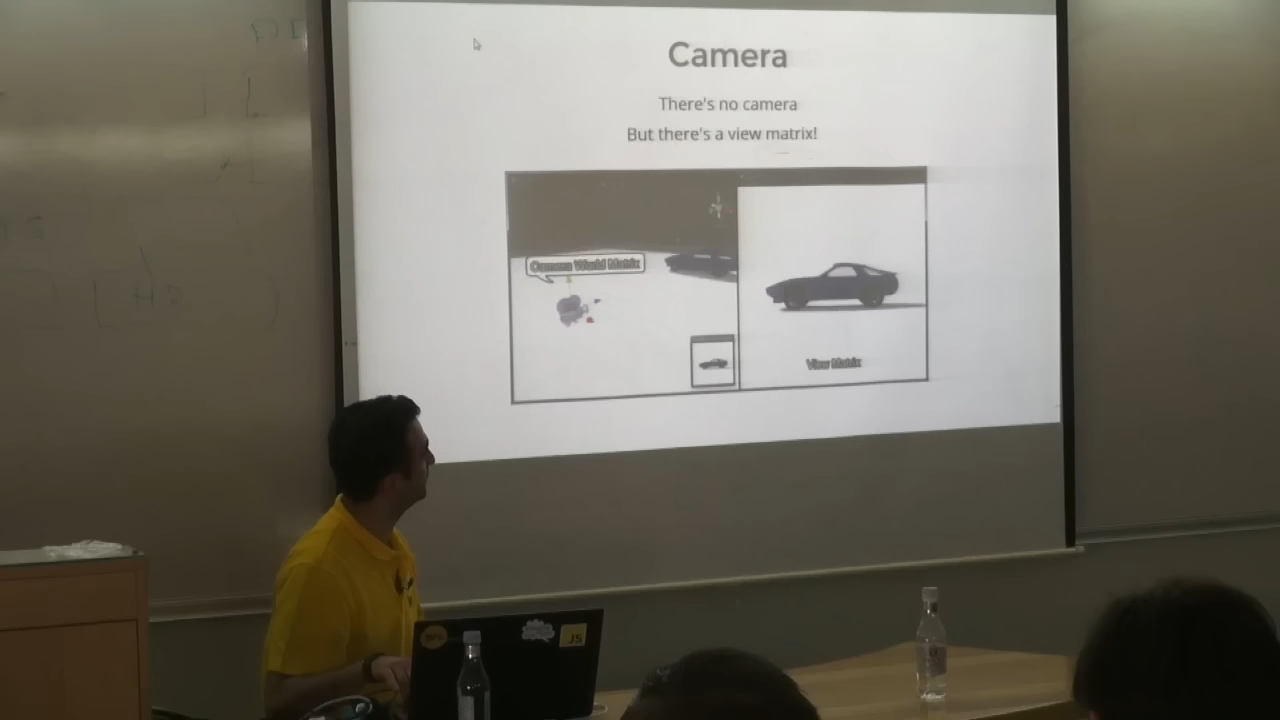 Camera
There's no camera
But there's a view matrix!
Camera World Matrix
View Matrix
JS